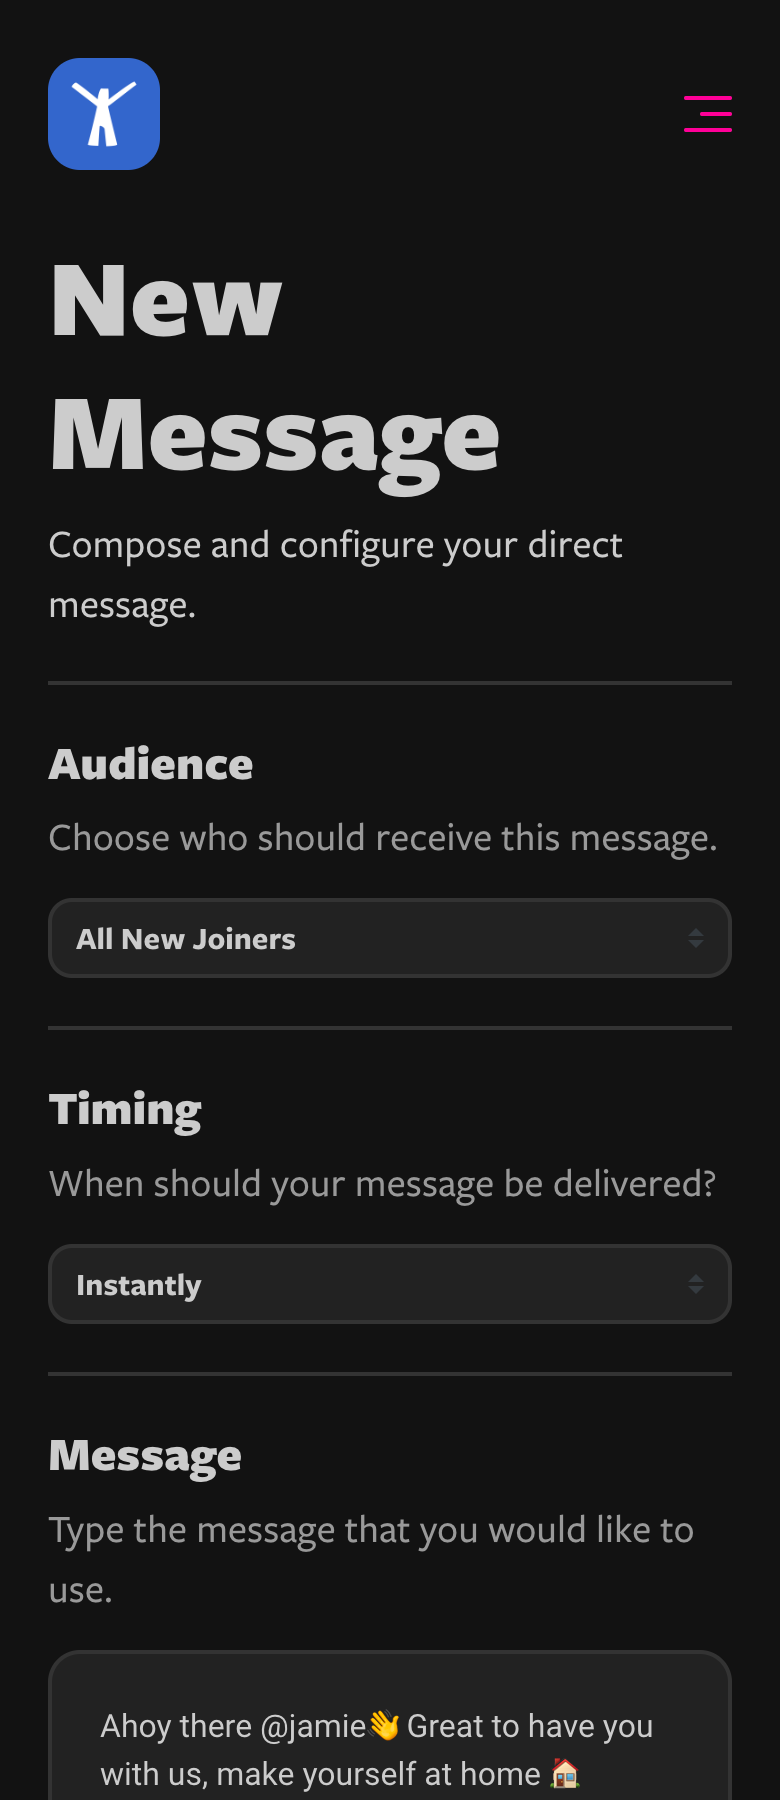 New
Message
Compose and configure your direct
message.
Audience
Choose who should receive this message.
All New Joiners
Timing
When should your message be delivered?
Instantly
Message
Type the message that you would like to
use.
Ahoy there @jamie👋 Great to have you
with us, make yourself at home 🏠